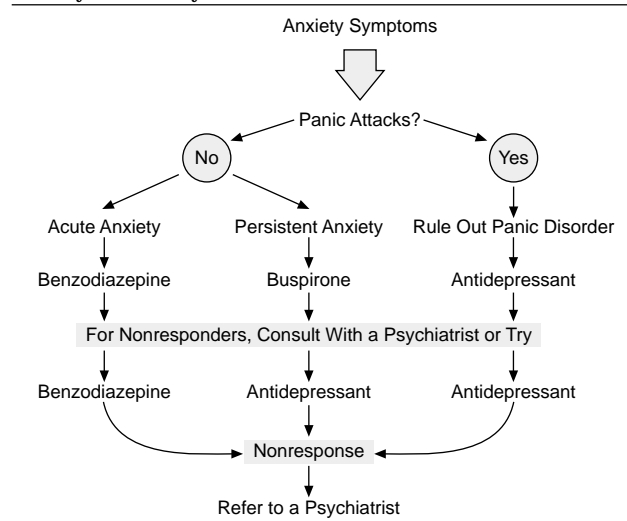 Anxiety Symptoms
Panic Attacks?
No
Yes
Acute Anxiety
Persistent Anxiety
Rule Out Panic Disorder
Benzodiazepine
Buspirone
Antidepressant
For Nonresponders, Consult With a Psychiatrist or Try
Benzodiazepine
Antidepressant
Antidepressant
Nonresponse
Refer to a Psychiatrist